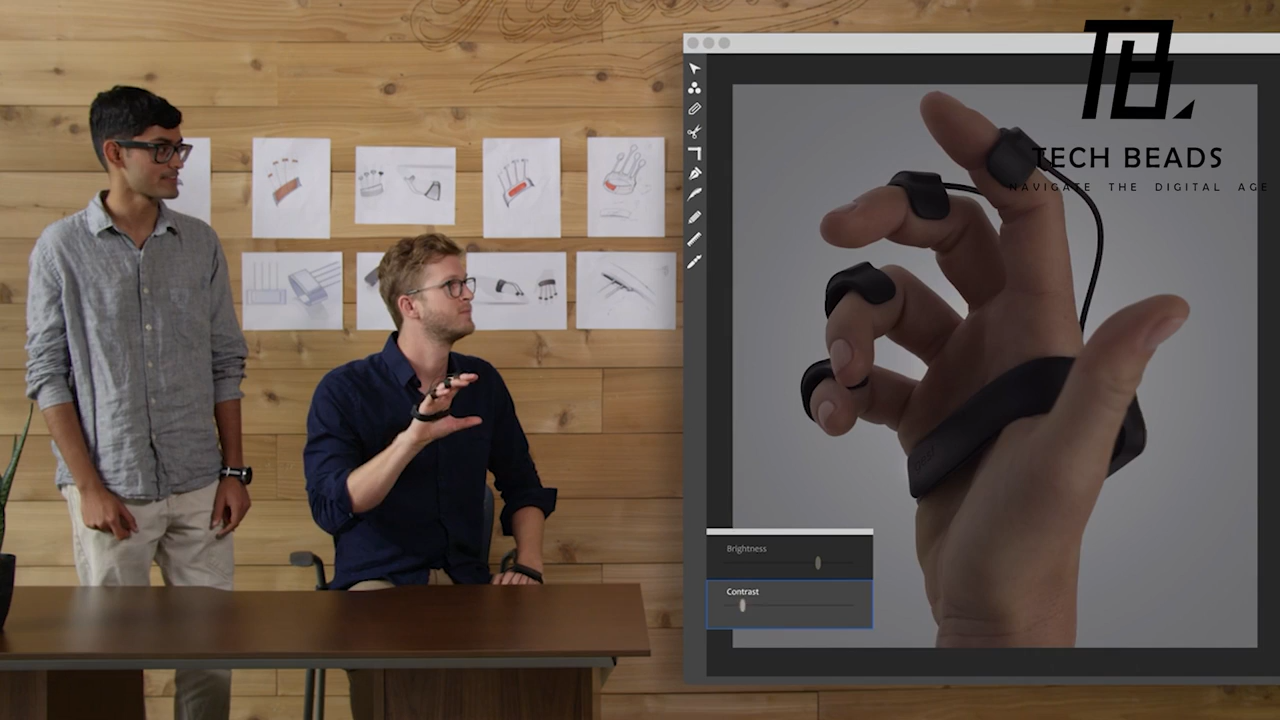 TB
TECH BEADS
NAVIGATE THE DIGITAL AGE
Brightness
Contrast